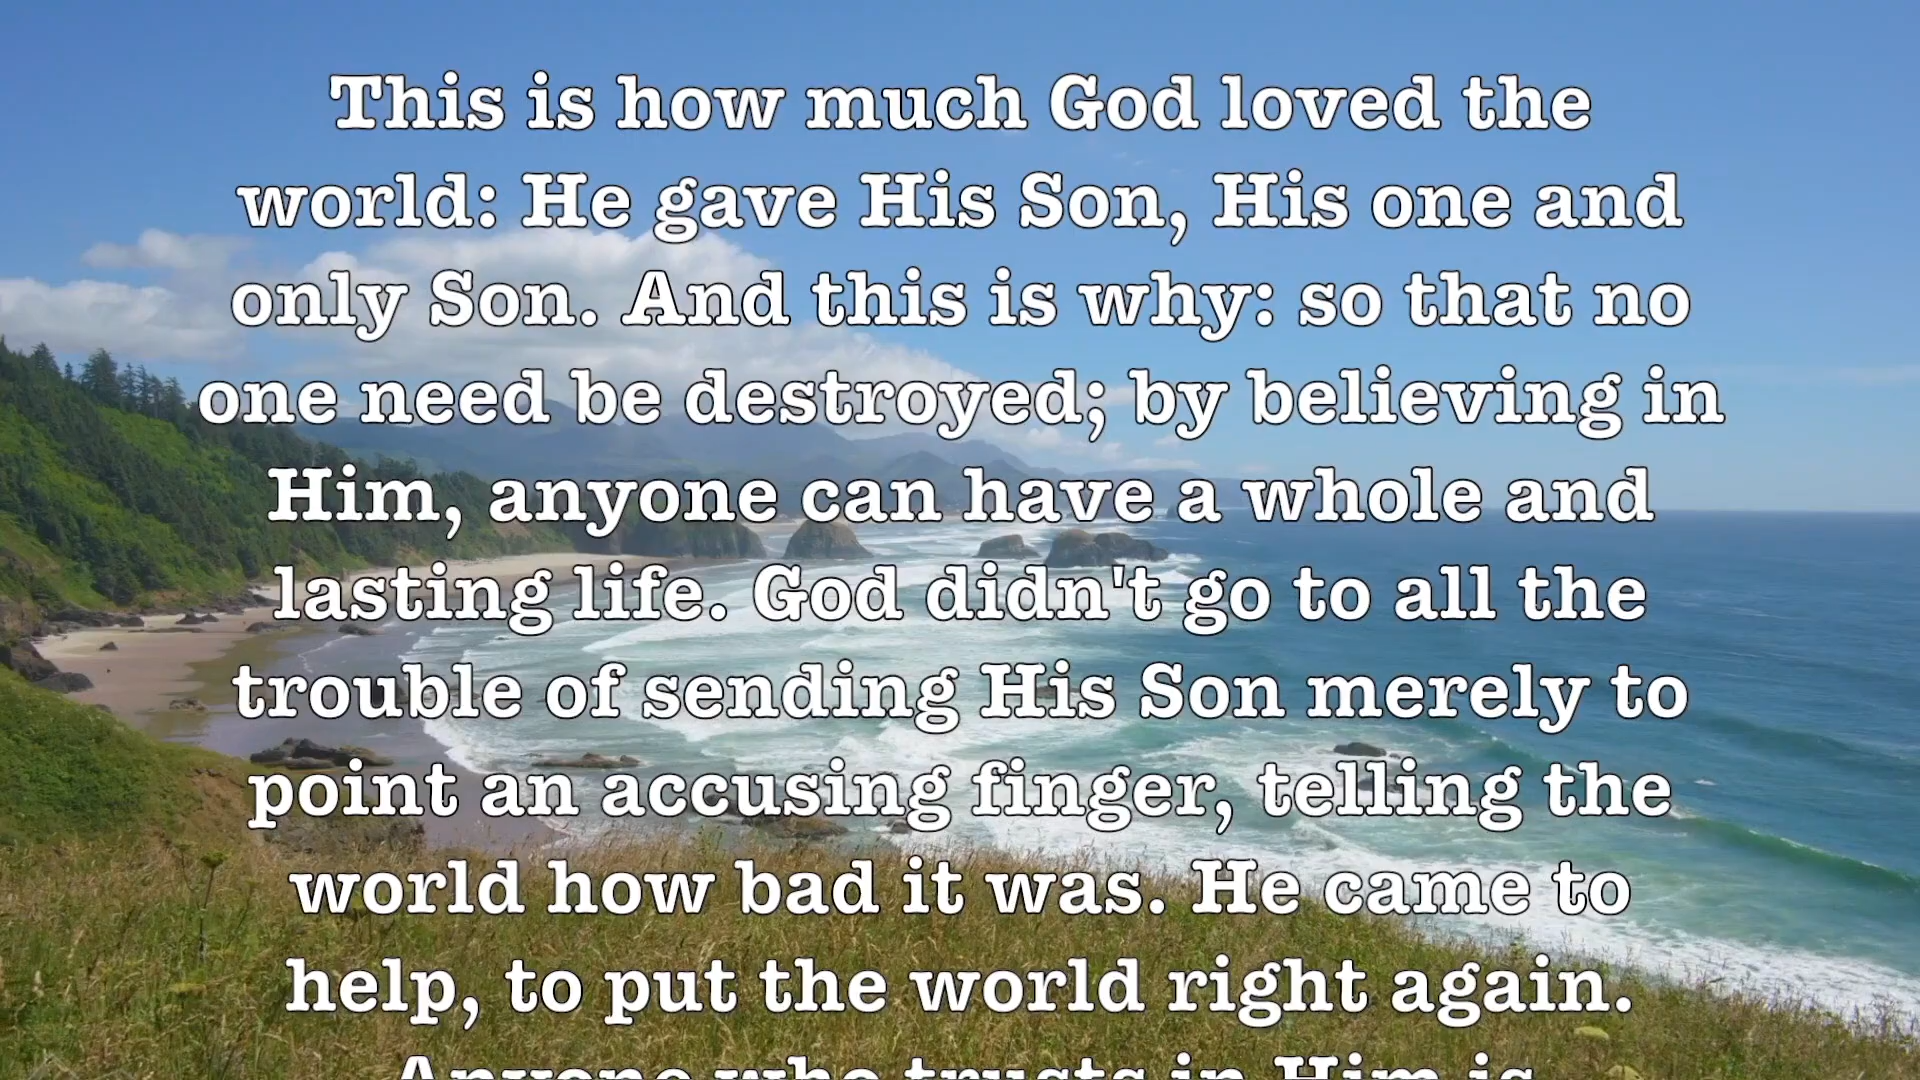 This is how much God loved the
world: He gave His Son, His one and
only Son. And this is why: so that no
one need be destroyed; by believing in
Him, anyone can have a whole and
lasting life. God didn't go to all the
trouble of sending His Son merely to
point an accusing finger, telling the
world how bad it was. He came to
help, to put the world right again.
Anyone who trusts in Him is